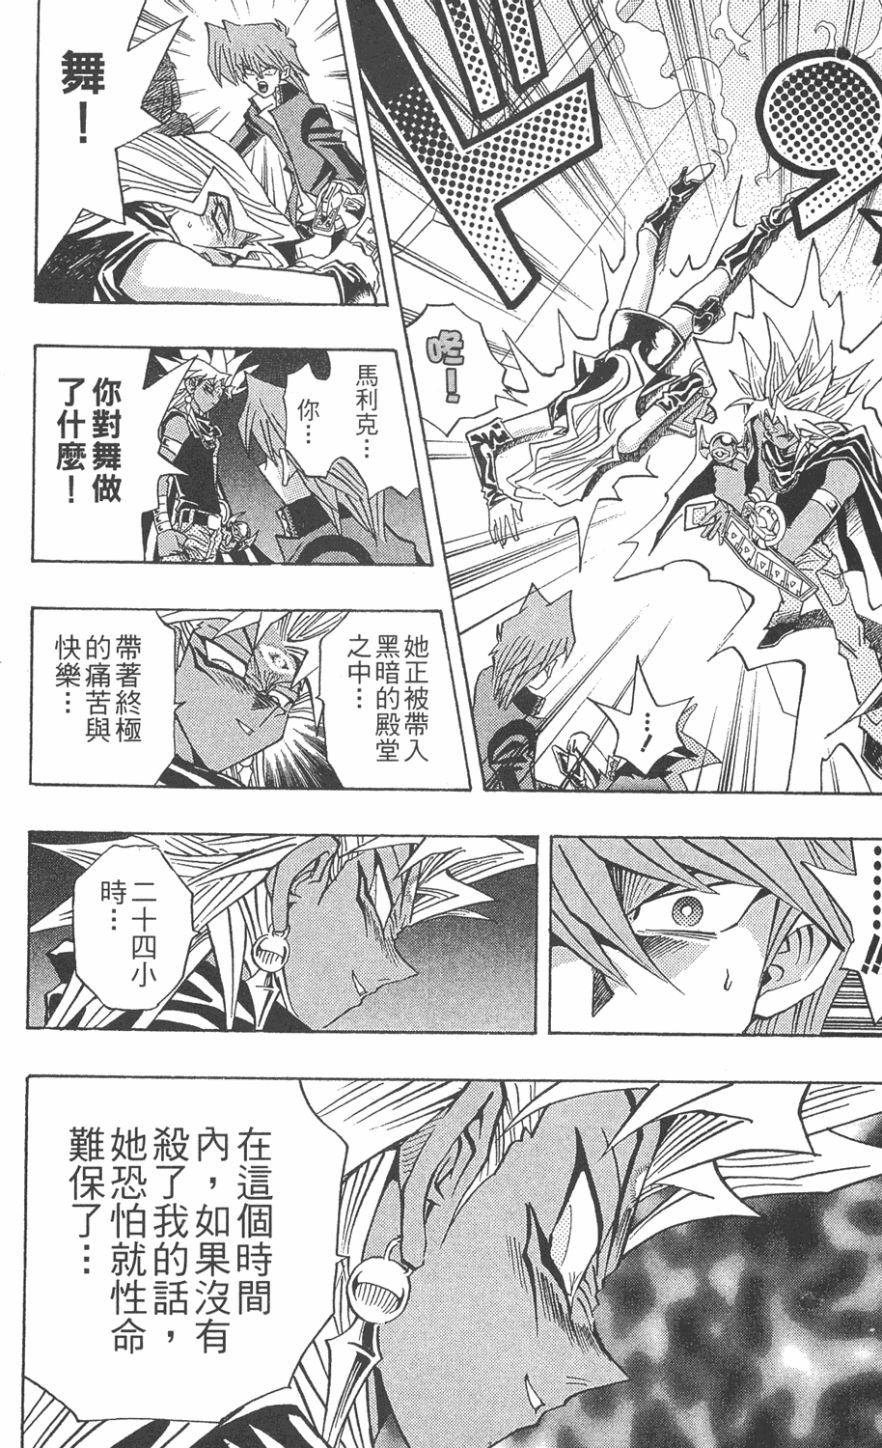 咚！
…！
舞！
馬利克…
你…
你對舞做
了什麼！
她正被帶入
黑暗的殿堂
之中…
帶著終極
的痛苦與
快樂…
……!!
二十四小
時…
在這個時間
內，如果沒有
殺了我的話，
她恐怕就性命
難保了…